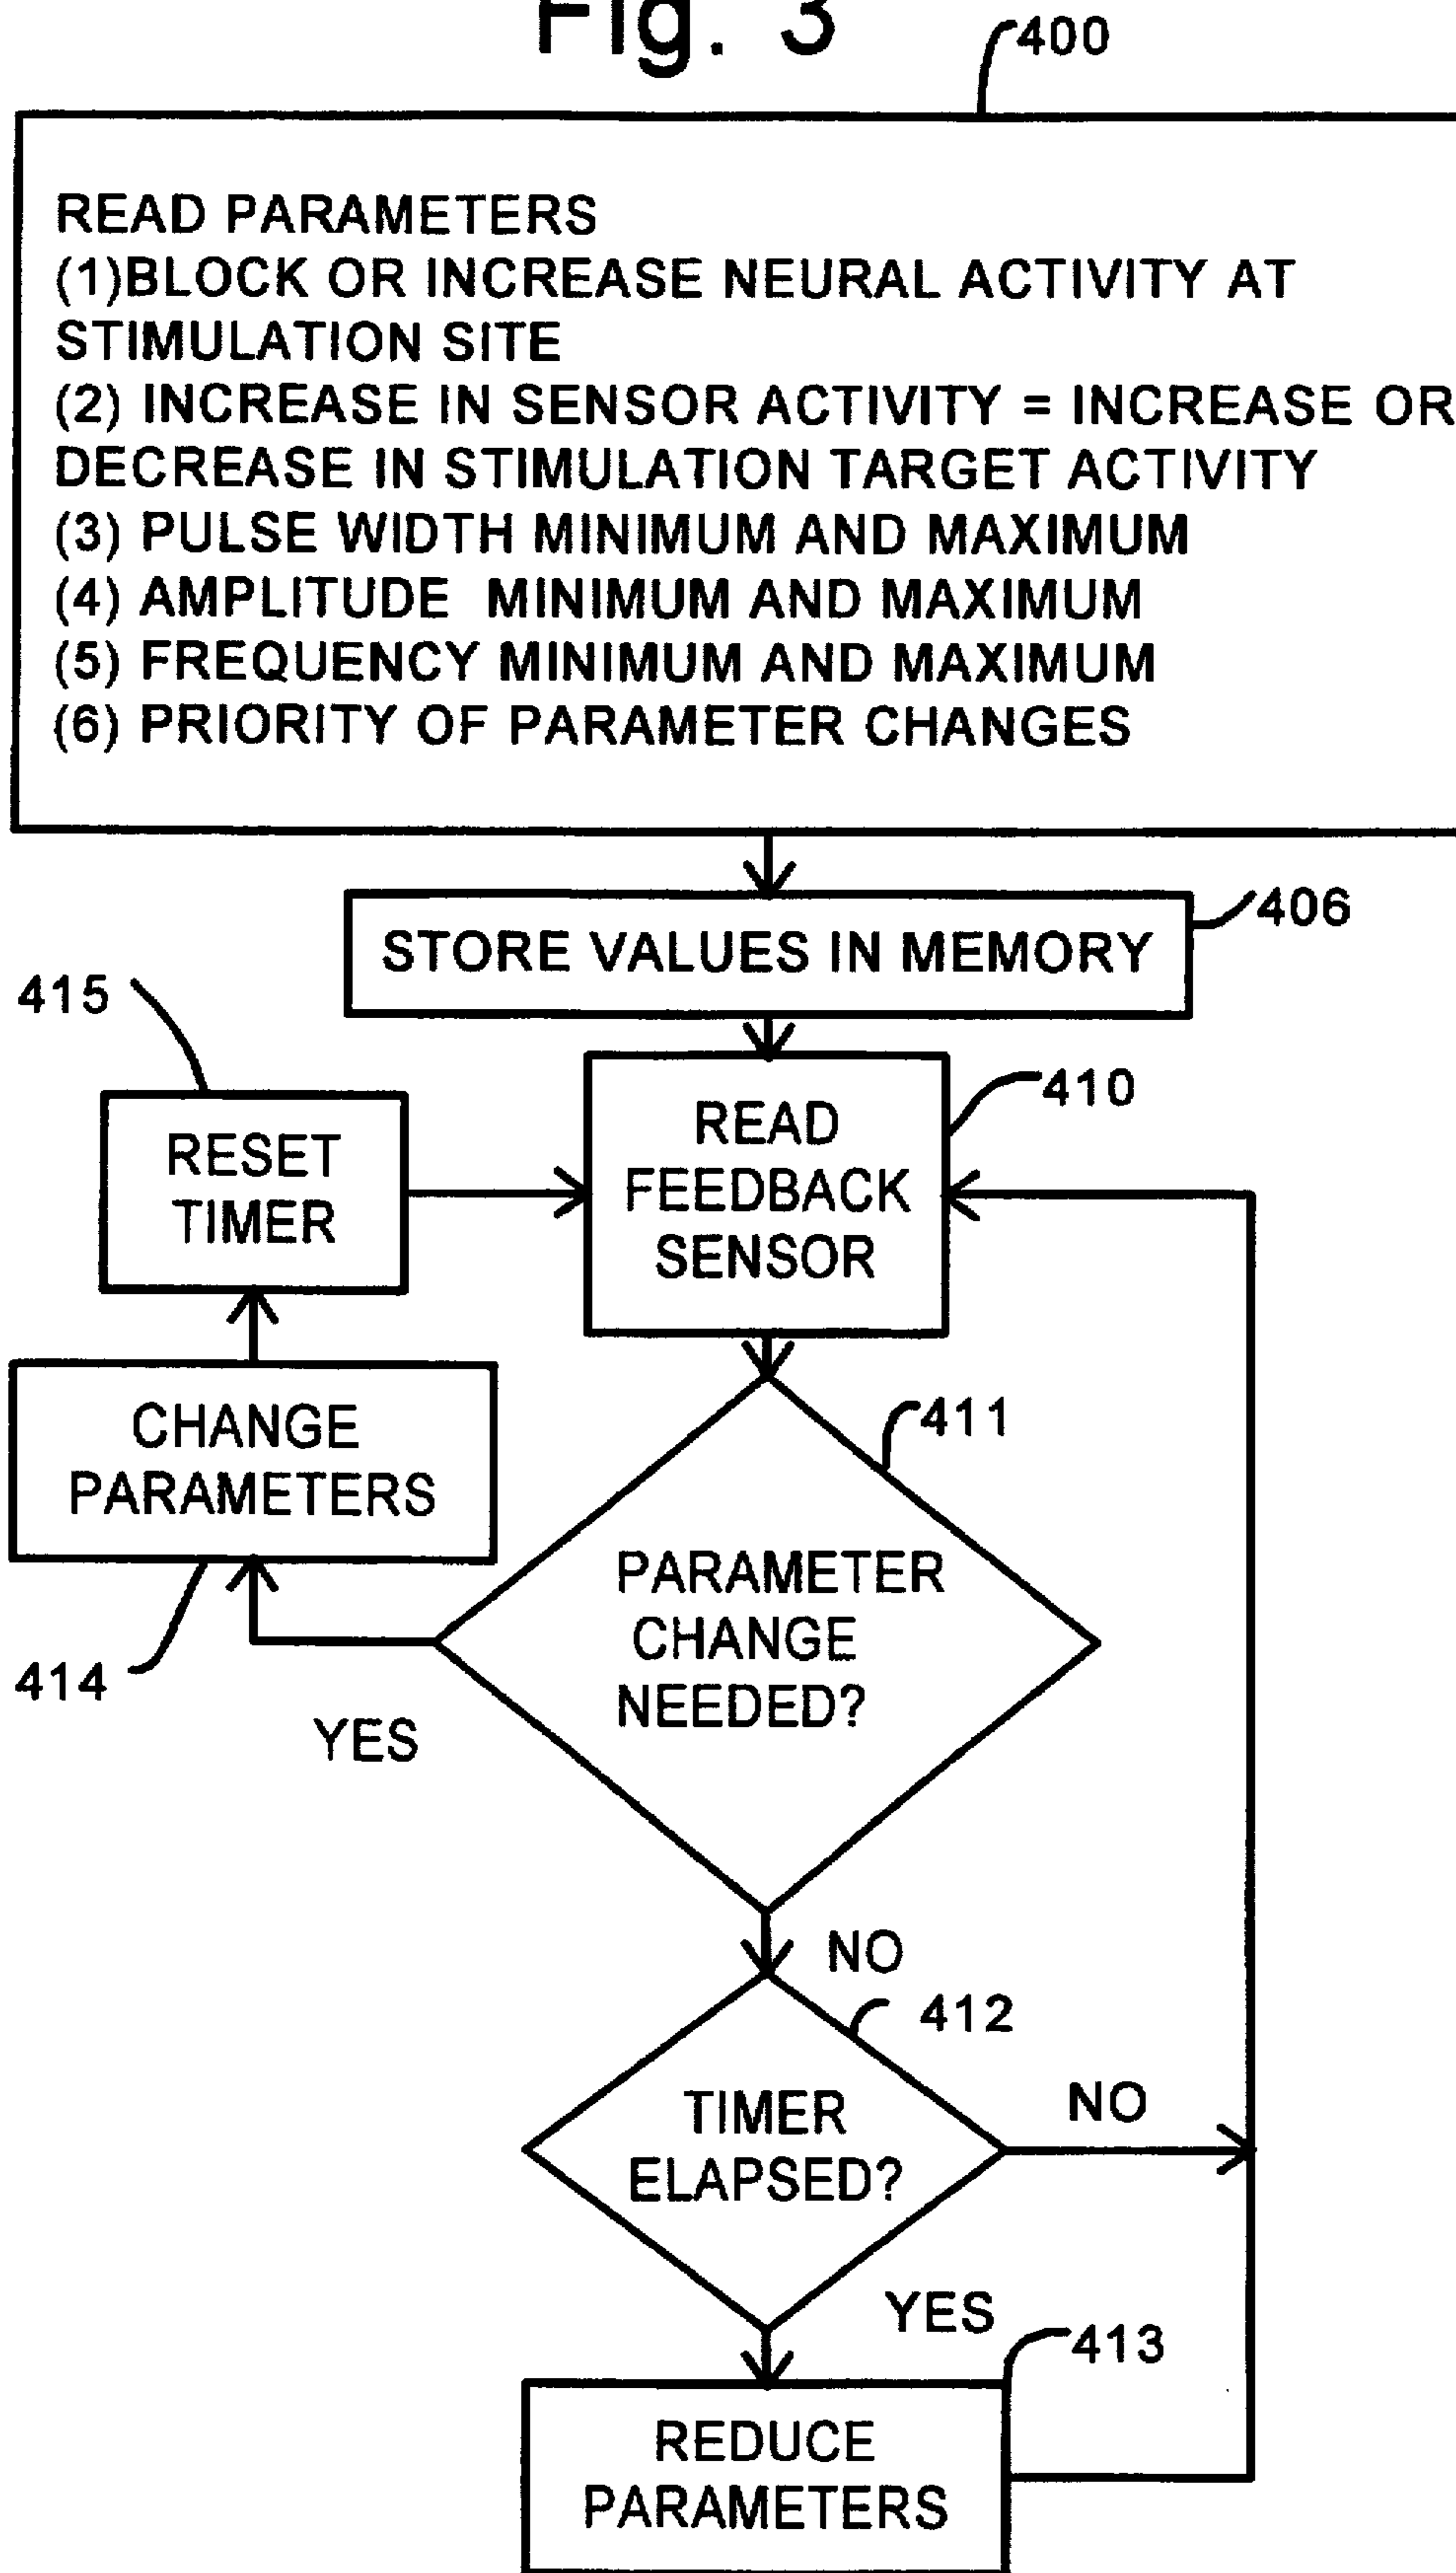 Fig. 3
400
READ PARAMETERS
(1)BLOCK OR INCREASE NEURAL ACTIVITY AT
STIMULATION SITE
(2) INCREASE IN SENSOR ACTIVITY = INCREASE OR
DECREASE IN STIMULATION TARGET ACTIVITY
(3) PULSE WIDTH MINIMUM AND MAXIMUM
(4) AMPLITUDE MINIMUM AND MAXIMUM
(5) FREQUENCY MINIMUM AND MAXIMUM
(6) PRIORITY OF PARAMETER CHANGES
406
STORE VALUES IN MEMORY
415
410
READ
FEEDBACK
SENSOR
RESET
TIMER
CHANGE
PARAMETERS
411
PARAMETER
CHANGE
NEEDED?
414
YES
NO
412
TIMER
ELAPSED?
NO
YES
413
REDUCE
PARAMETERS